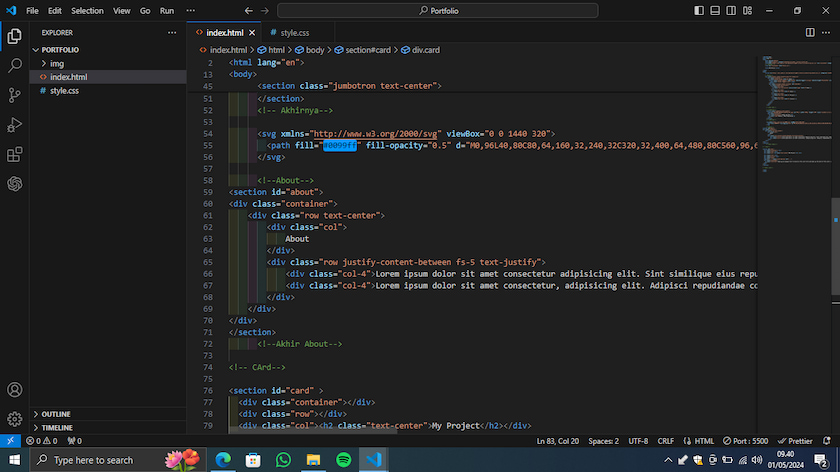 File Edit Selection View Go Run ··· Portfolio
EXPLORER ···
PORTFOLIO
img
index.html
style.css
OUTLINE
TIMELINE
index.html style.css
index.html > html > body > section#card > div.card
2 <html lang="en">
13 <body>
45 <section class="jumbotron text-center">
51 </section>
52 <!-- Akhirnya-->
53
54 <svg xmlns="http://www.w3.org/2000/svg" viewBox="0 0 1440 320">
55 <path fill="#0099ff" fill-opacity="0.5" d="M0,96L40,80C80,64,160,32,240,32C320,32,400,64,480,80C560,96,6
56 </svg>
57
58 <!--About-->
59 <section id="about">
60 <div class="container">
61 <div class="row text-center">
62 <div class="col">
63 About
64 </div>
65 <div class="row justify-content-between fs-5 text-justify">
66 <div class="col-4">Lorem ipsum dolor sit amet consectetur adipisicing elit. Sint similique eius repu
67 <div class="col-4">Lorem ipsum dolor sit amet consectetur, adipisicing elit. Adipisci repudiandae co
68 </div>
69 </div>
70 </div>
71 </section>
72 <!--Akhir About-->
73
74 <!-- CArd-->
75
76 <section id="card" >
77 <div class="container"></div>
78 <div class="row"></div>
79 <div class="col"><h2 class="text-center">My Project</h2></div>
0 0 0 Ln 83, Col 20 Spaces: 2 UTF-8 CRLF HTML Port : 5500 Prettier
Type here to search
09.40
01/05/2024
2